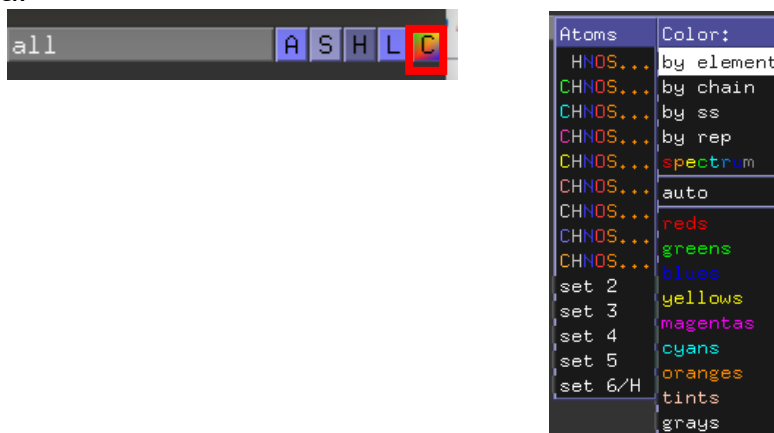 all A S H L C
Atoms
HNOS...
CHNOS...
CHNOS...
CHNOS...
CHNOS...
CHNOS...
CHNOS...
CHNOS...
CHNOS...
set 2
set 3
set 4
set 5
set 6/H
Color:
by element
by chain
by ss
by rep
spectrum
auto
reds
greens
blues
yellows
magentas
cyans
oranges
tints
grays